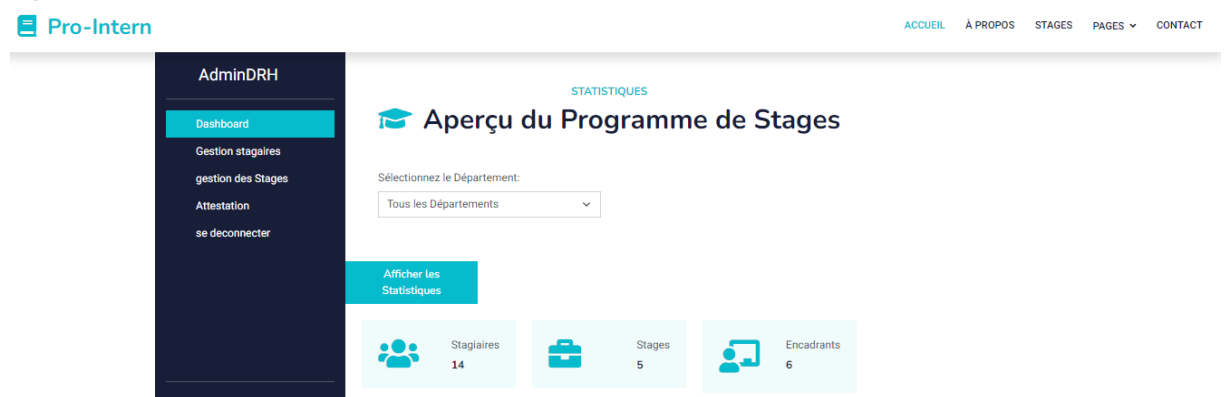 Pro-Intern
ACCUEIL À PROPOS STAGES PAGES CONTACT
AdminDRH
Dashboard
Gestion stagaires
gestion des Stages
Attestation
se deconnecter
STATISTIQUES
Aperçu du Programme de Stages
Sélectionnez le Département:
Tous les Départements
Afficher les
Statistiques
Stagiaires
14
Stages
5
Encadrants
6